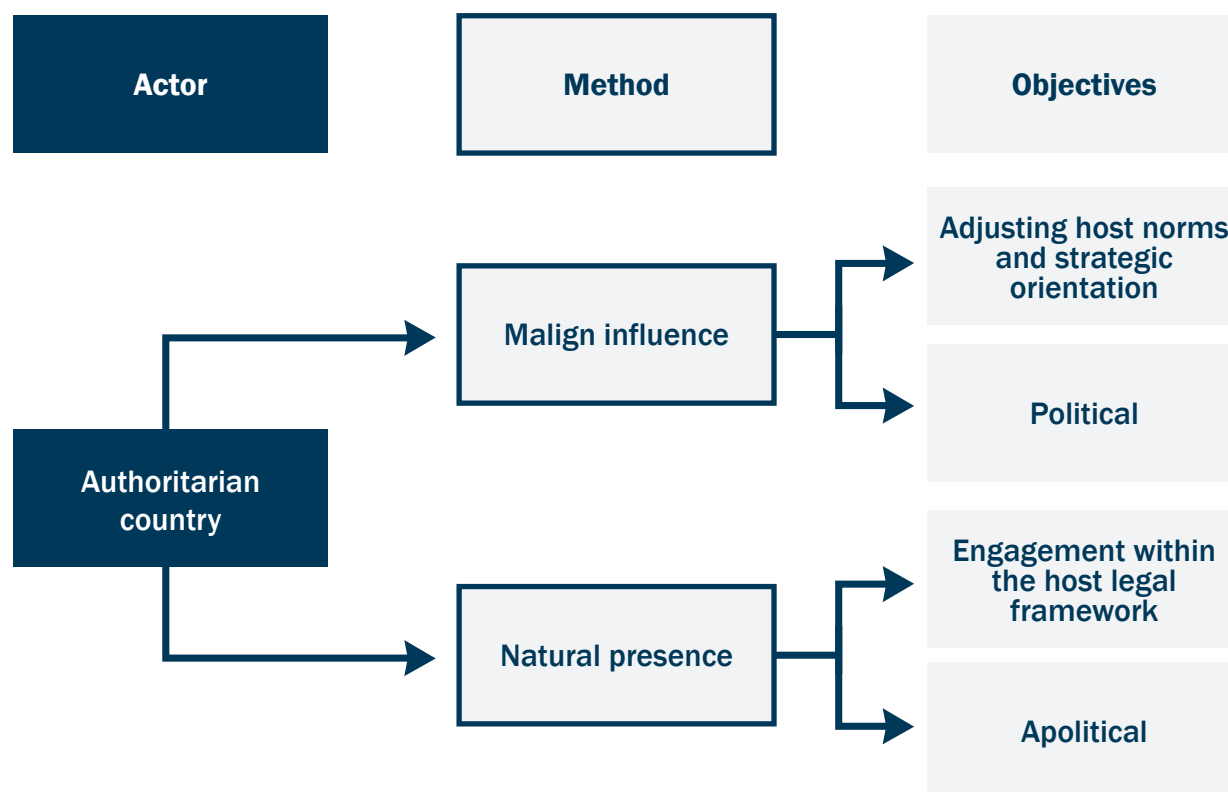 Actor
Method
Objectives
Adjusting host norms
and strategic
orientation
Malign influence
Political
Authoritarian
country
Engagement within
the host legal
framework
Natural presence
Apolitical